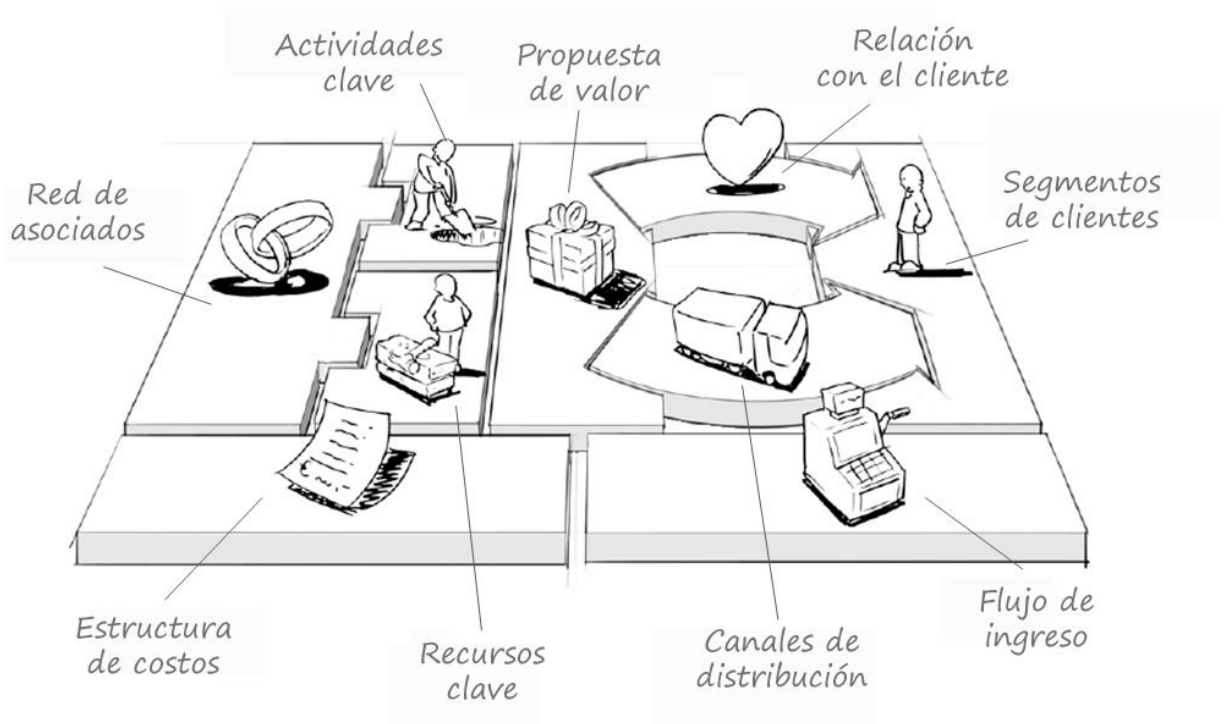 Actividades
clave
Propuesta
de valor
Relación
con el cliente
Red de
asociados
Segmentos
de clientes
Estructura
de costos
Recursos
clave
Canales de
distribución
Flujo de
ingreso